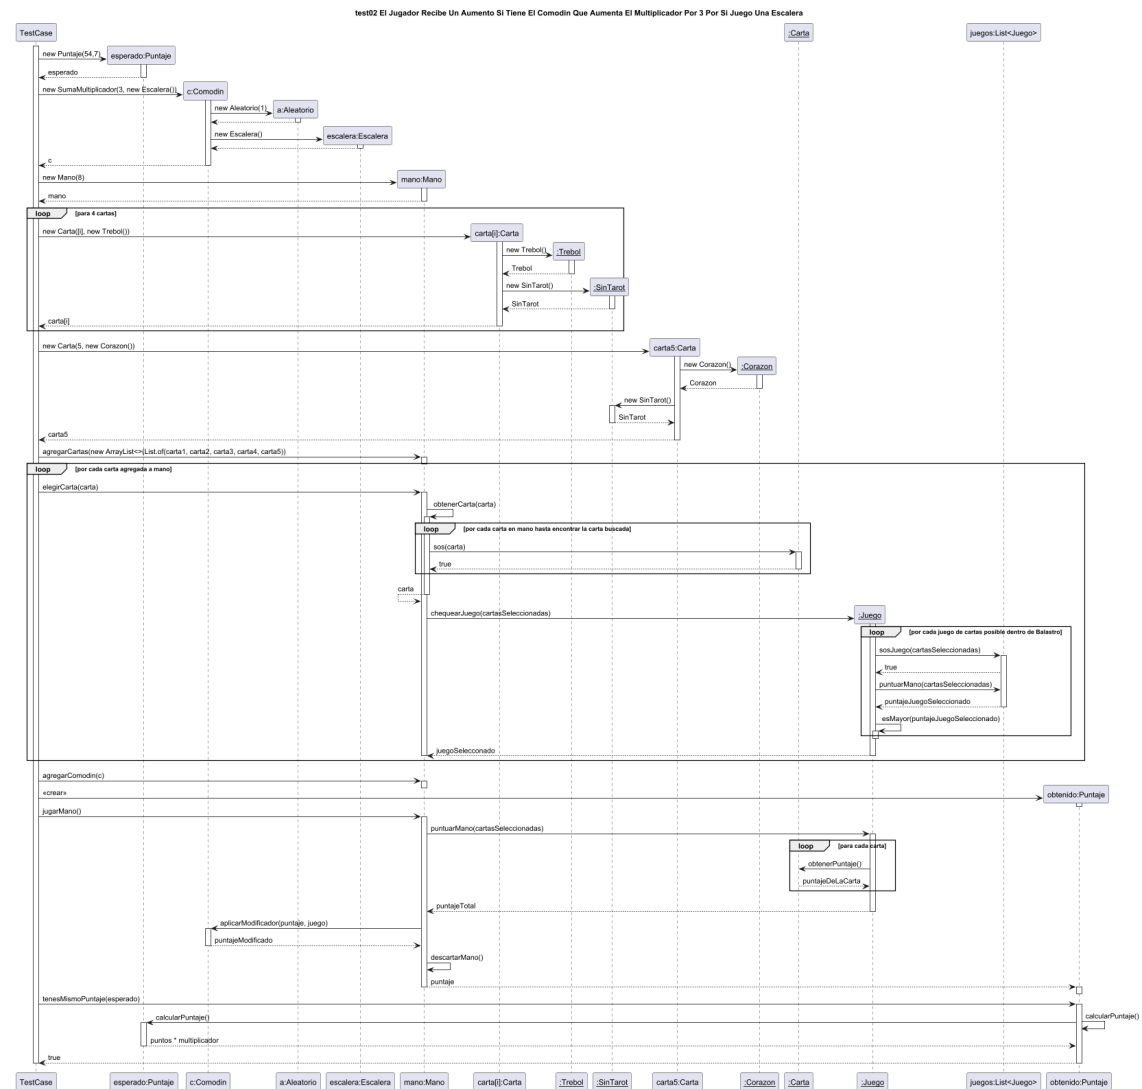 test02 El Jugador Recibe Un Aumento Si Tiene El Comodin Que Aumenta El Multiplicador Por 3 Por Si Juego Una Escalera
TestCase
:Carta
juegos:List<Juego>
new Puntaje(54,7)
esperado:Puntaje
esperado
new SumaMultiplicador(3, new Escalera())
c:Comodin
new Aleatorio(1)
a:Aleatorio
new Escalera()
escalera:Escalera
c
new Mano(8)
mano:Mano
mano
loop
[para 4 cartas]
new Carta([i], new Trebol())
carta[i]:Carta
new Trebol()
:Trebol
Trebol
new SinTarot()
:SinTarot
SinTarot
carta[i]
new Carta(5, new Corazon())
carta5:Carta
new Corazon()
:Corazon
Corazon
new SinTarot()
SinTarot
carta5
agregarCartas(new ArrayList<>(List.of(carta1, carta2, carta3, carta4, carta5))
loop
[por cada carta agregada a mano]
elegirCarta(carta)
obtenerCarta(carta)
loop
[por cada carta en mano hasta encontrar la carta buscada]
sos(carta)
true
carta
chequearJuego(cartasSeleccionadas)
:Juego
loop
[por cada juego de cartas posible dentro de Balastro]
sosJuego(cartasSeleccionadas)
true
puntuarMano(cartasSeleccionadas)
puntajeJuegoSeleccionado
esMayor(puntajeJuegoSeleccionado)
juegoSelecconado
agregarComodin(c)
«crear»
obtenido:Puntaje
jugarMano()
puntuarMano(cartasSeleccionadas)
loop
[para cada carta]
obtenerPuntaje()
puntajeDeLaCarta
puntajeTotal
aplicarModificador(puntaje, juego)
puntajeModificado
descartarMano()
puntaje
tenesMismoPuntaje(esperado)
calcularPuntaje()
calcularPuntaje()
puntos * multiplicador
true
TestCase
esperado:Puntaje
c:Comodin
a:Aleatorio
escalera:Escalera
mano:Mano
carta[i]:Carta
:Trebol
:SinTarot
carta5:Carta
:Corazon
:Carta
:Juego
juegos:List<Juego>
obtenido:Puntaje